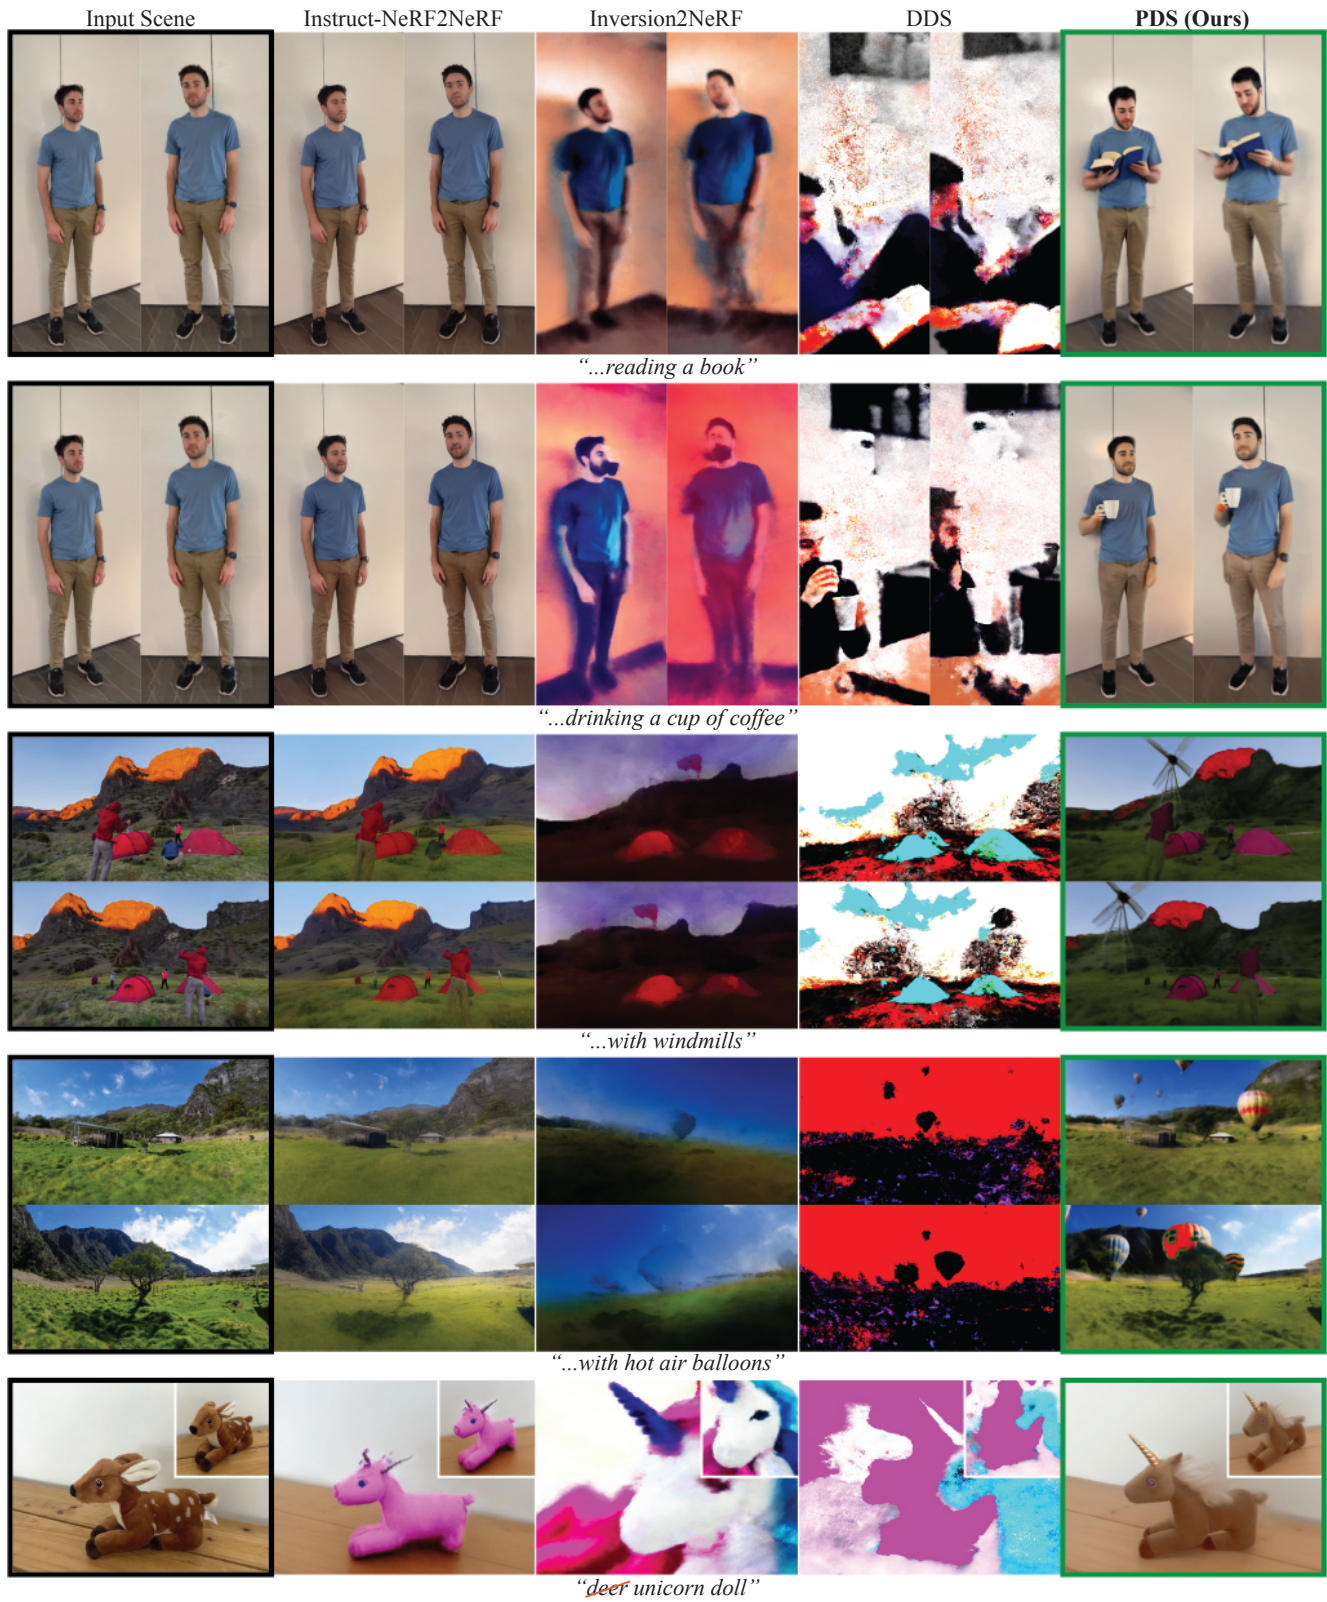 Input Scene Instruct-NeRF2NeRF Inversion2NeRF DDS PDS (Ours)
“...reading a book”
“...drinking a cup of coffee”
“...with windmills”
“...with hot air balloons”
“deer unicorn doll”